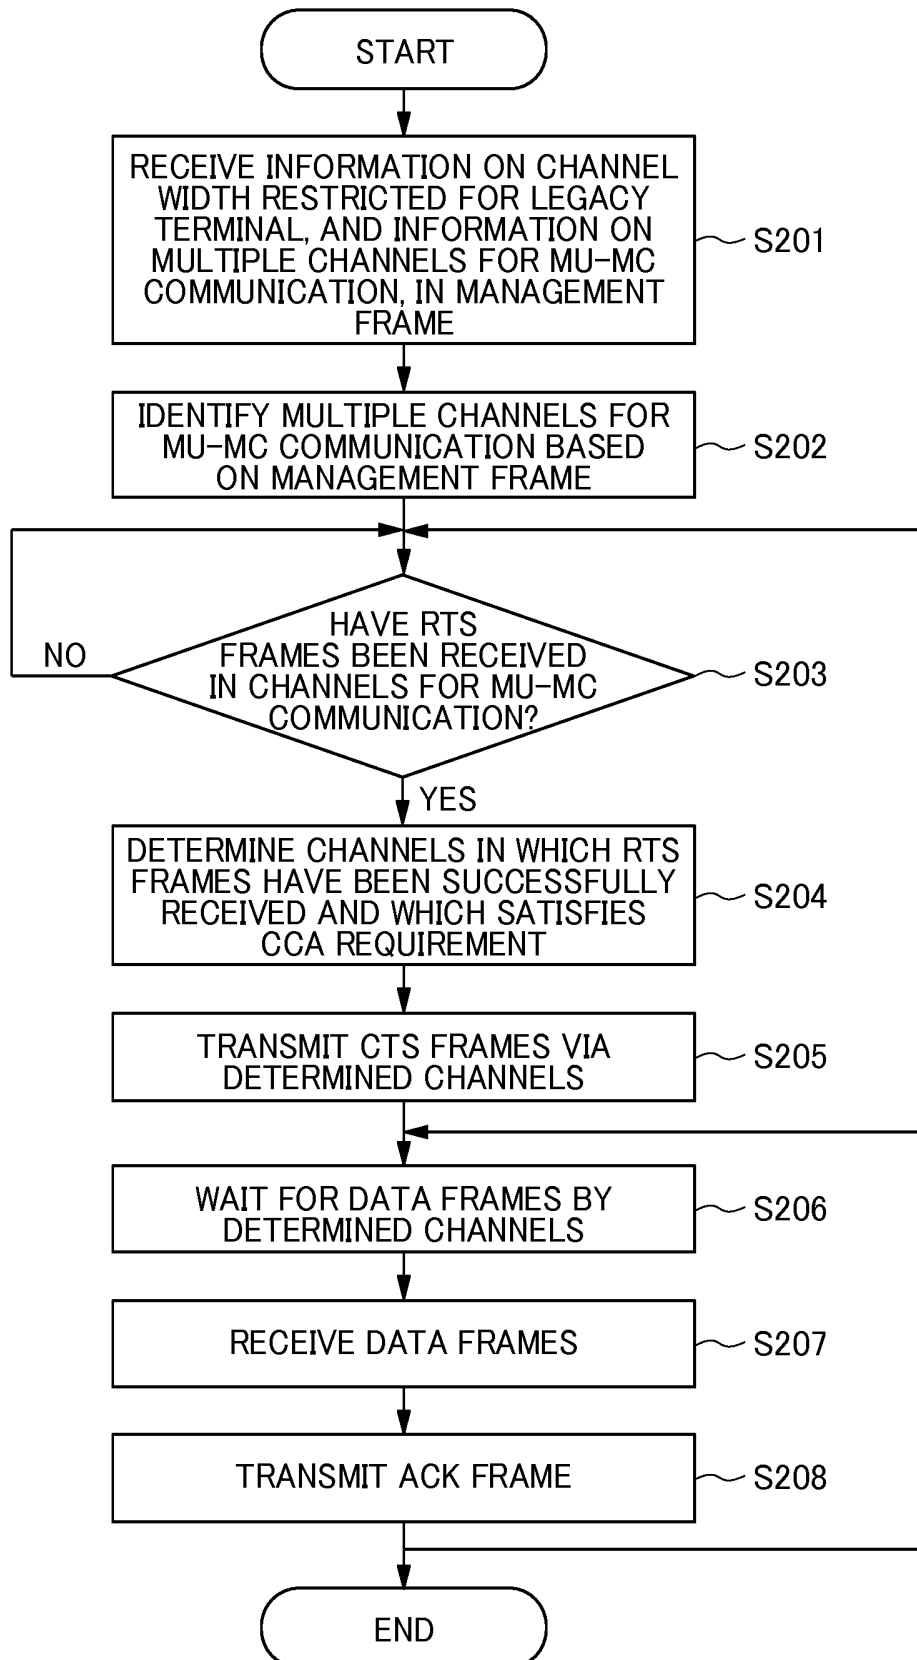 START
RECEIVE INFORMATION ON CHANNEL
WIDTH RESTRICTED FOR LEGACY
TERMINAL, AND INFORMATION ON
MULTIPLE CHANNELS FOR MU-MC
COMMUNICATION, IN MANAGEMENT
FRAME
S201
IDENTIFY MULTIPLE CHANNELS FOR
MU-MC COMMUNICATION BASED
ON MANAGEMENT FRAME
S202
HAVE RTS
FRAMES BEEN RECEIVED
IN CHANNELS FOR MU-MC
COMMUNICATION?
NO
S203
YES
DETERMINE CHANNELS IN WHICH RTS
FRAMES HAVE BEEN SUCCESSFULLY
RECEIVED AND WHICH SATISFIES
CCA REQUIREMENT
S204
TRANSMIT CTS FRAMES VIA
DETERMINED CHANNELS
S205
WAIT FOR DATA FRAMES BY
DETERMINED CHANNELS
S206
RECEIVE DATA FRAMES
S207
TRANSMIT ACK FRAME
S208
END